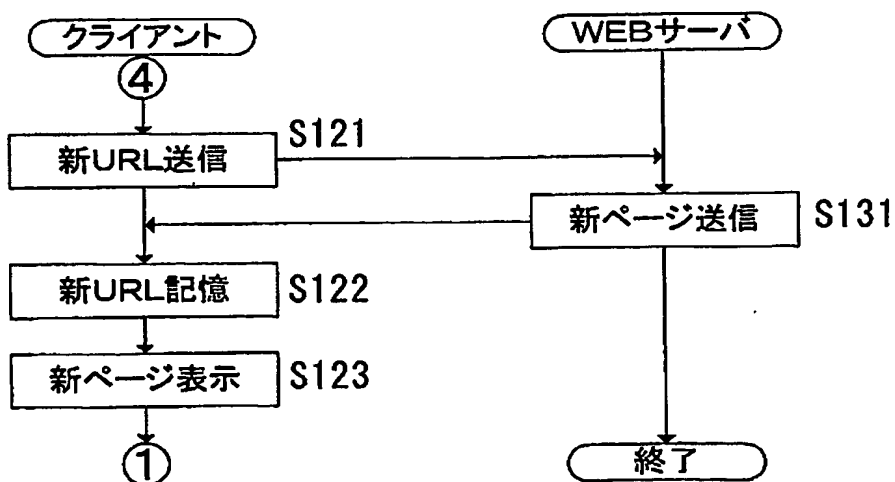 クライアント
WEBサーバ
④
新URL送信
S121
新ページ送信
S131
新URL記憶
S122
新ページ表示
S123
①
終了